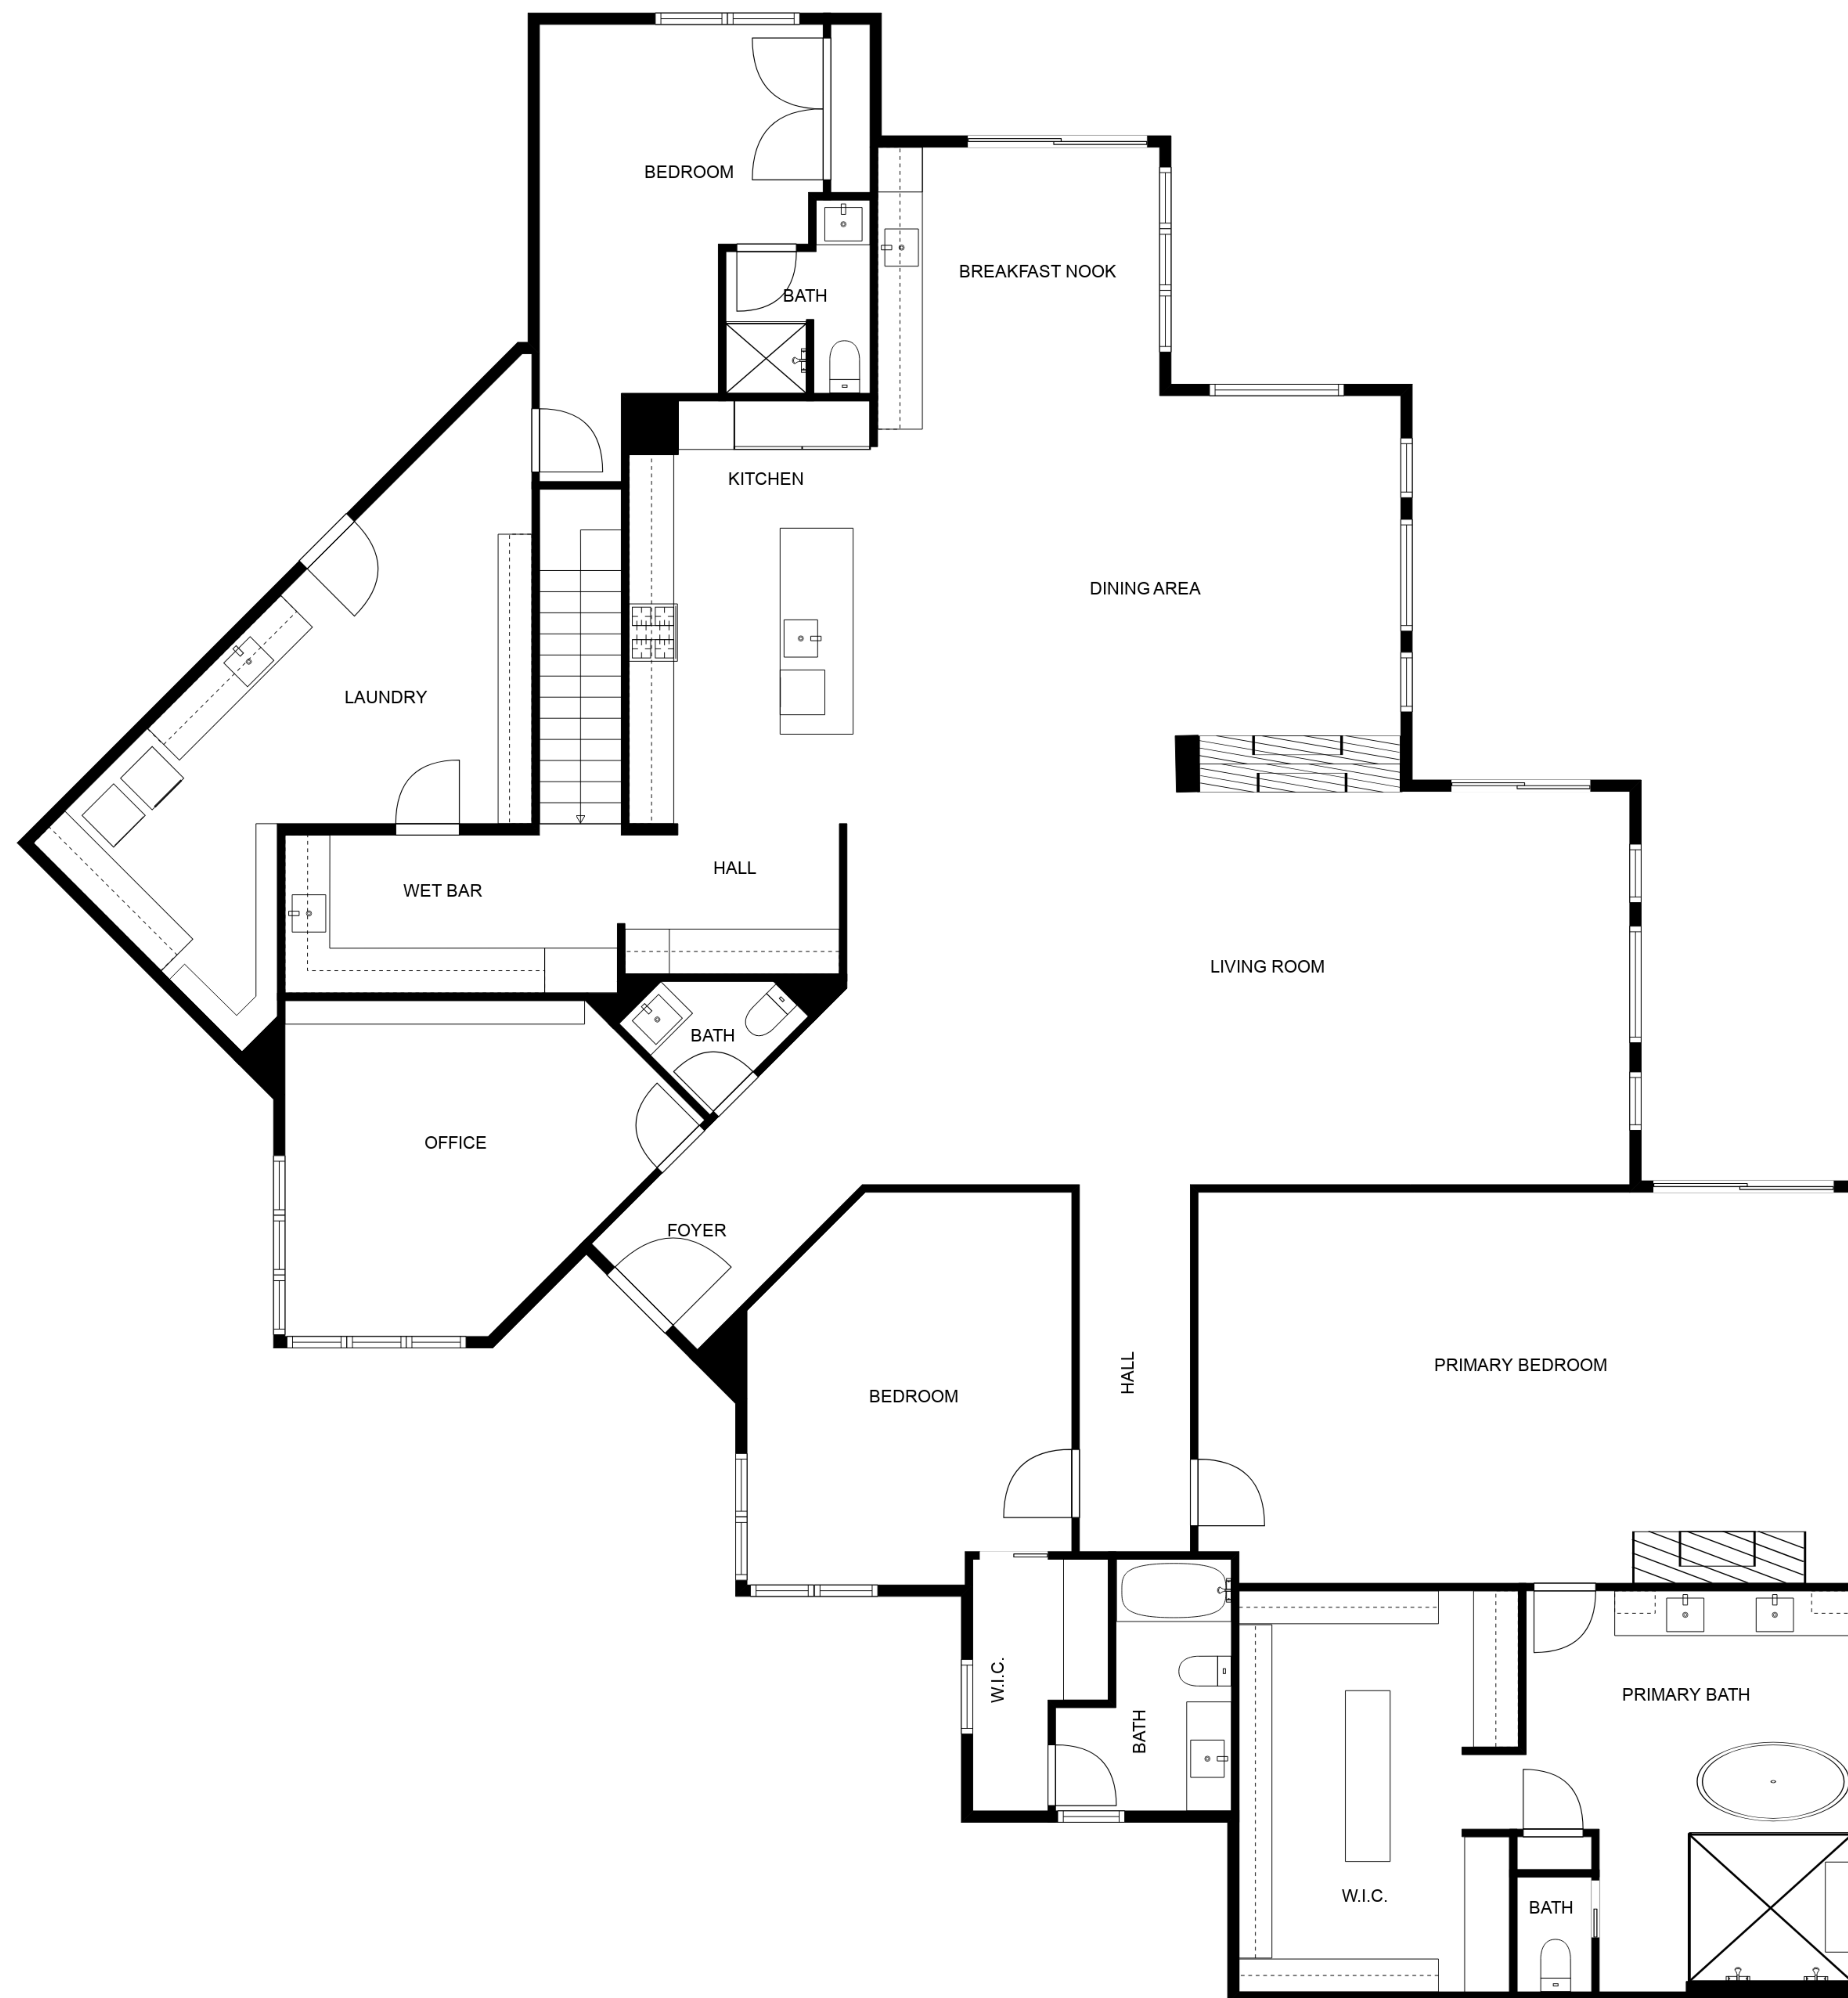 BEDROOM
BREAKFAST NOOK
BATH
KITCHEN
DINING AREA
LAUNDRY
HALL
WET BAR
LIVING ROOM
BATH
OFFICE
FOYER
HALL
PRIMARY BEDROOM
BEDROOM
W.I.C.
PRIMARY BATH
BATH
W.I.C.
BATH